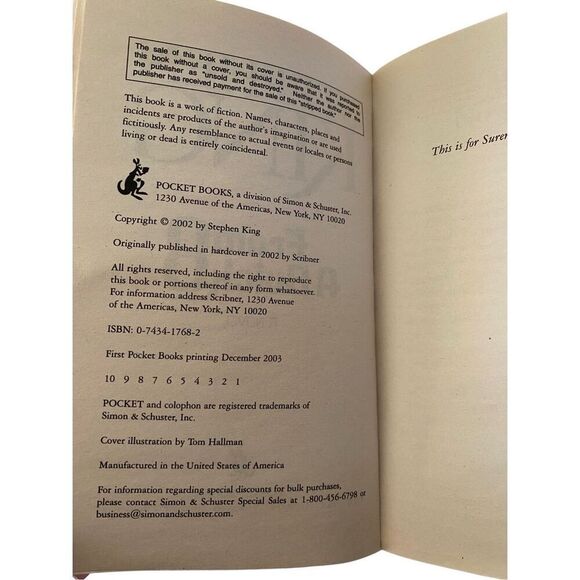 The sale of this book without its cover is unauthorized. If you purchased
this book without a cover, you should be aware that it was reported to
the publisher as "unsold and destroyed." Neither the author nor the
publisher has received payment for the sale of this "stripped book."
This book is a work of fiction. Names, characters, places and
incidents are products of the author's imagination or are used
fictitiously. Any resemblance to actual events or locales or persons
living or dead is entirely coincidental.
POCKET BOOKS, a division of Simon & Schuster, Inc.
1230 Avenue of the Americas, New York, NY 10020
Copyright © 2002 by Stephen King
Originally published in hardcover in 2002 by Scribner
All rights reserved, including the right to reproduce
this book or portions thereof in any form whatsoever.
For information address Scribner, 1230 Avenue
of the Americas, New York, NY 10020
ISBN: 0-7434-1768-2
First Pocket Books printing December 2003
10 9 8 7 6 5 4 3 2 1
POCKET and colophon are registered trademarks of
Simon & Schuster, Inc.
Cover illustration by Tom Hallman
Manufactured in the United States of America
For information regarding special discounts for bulk purchases,
please contact Simon & Schuster Special Sales at 1-800-456-6798 or
business@simonandschuster.com.
This is for Suren